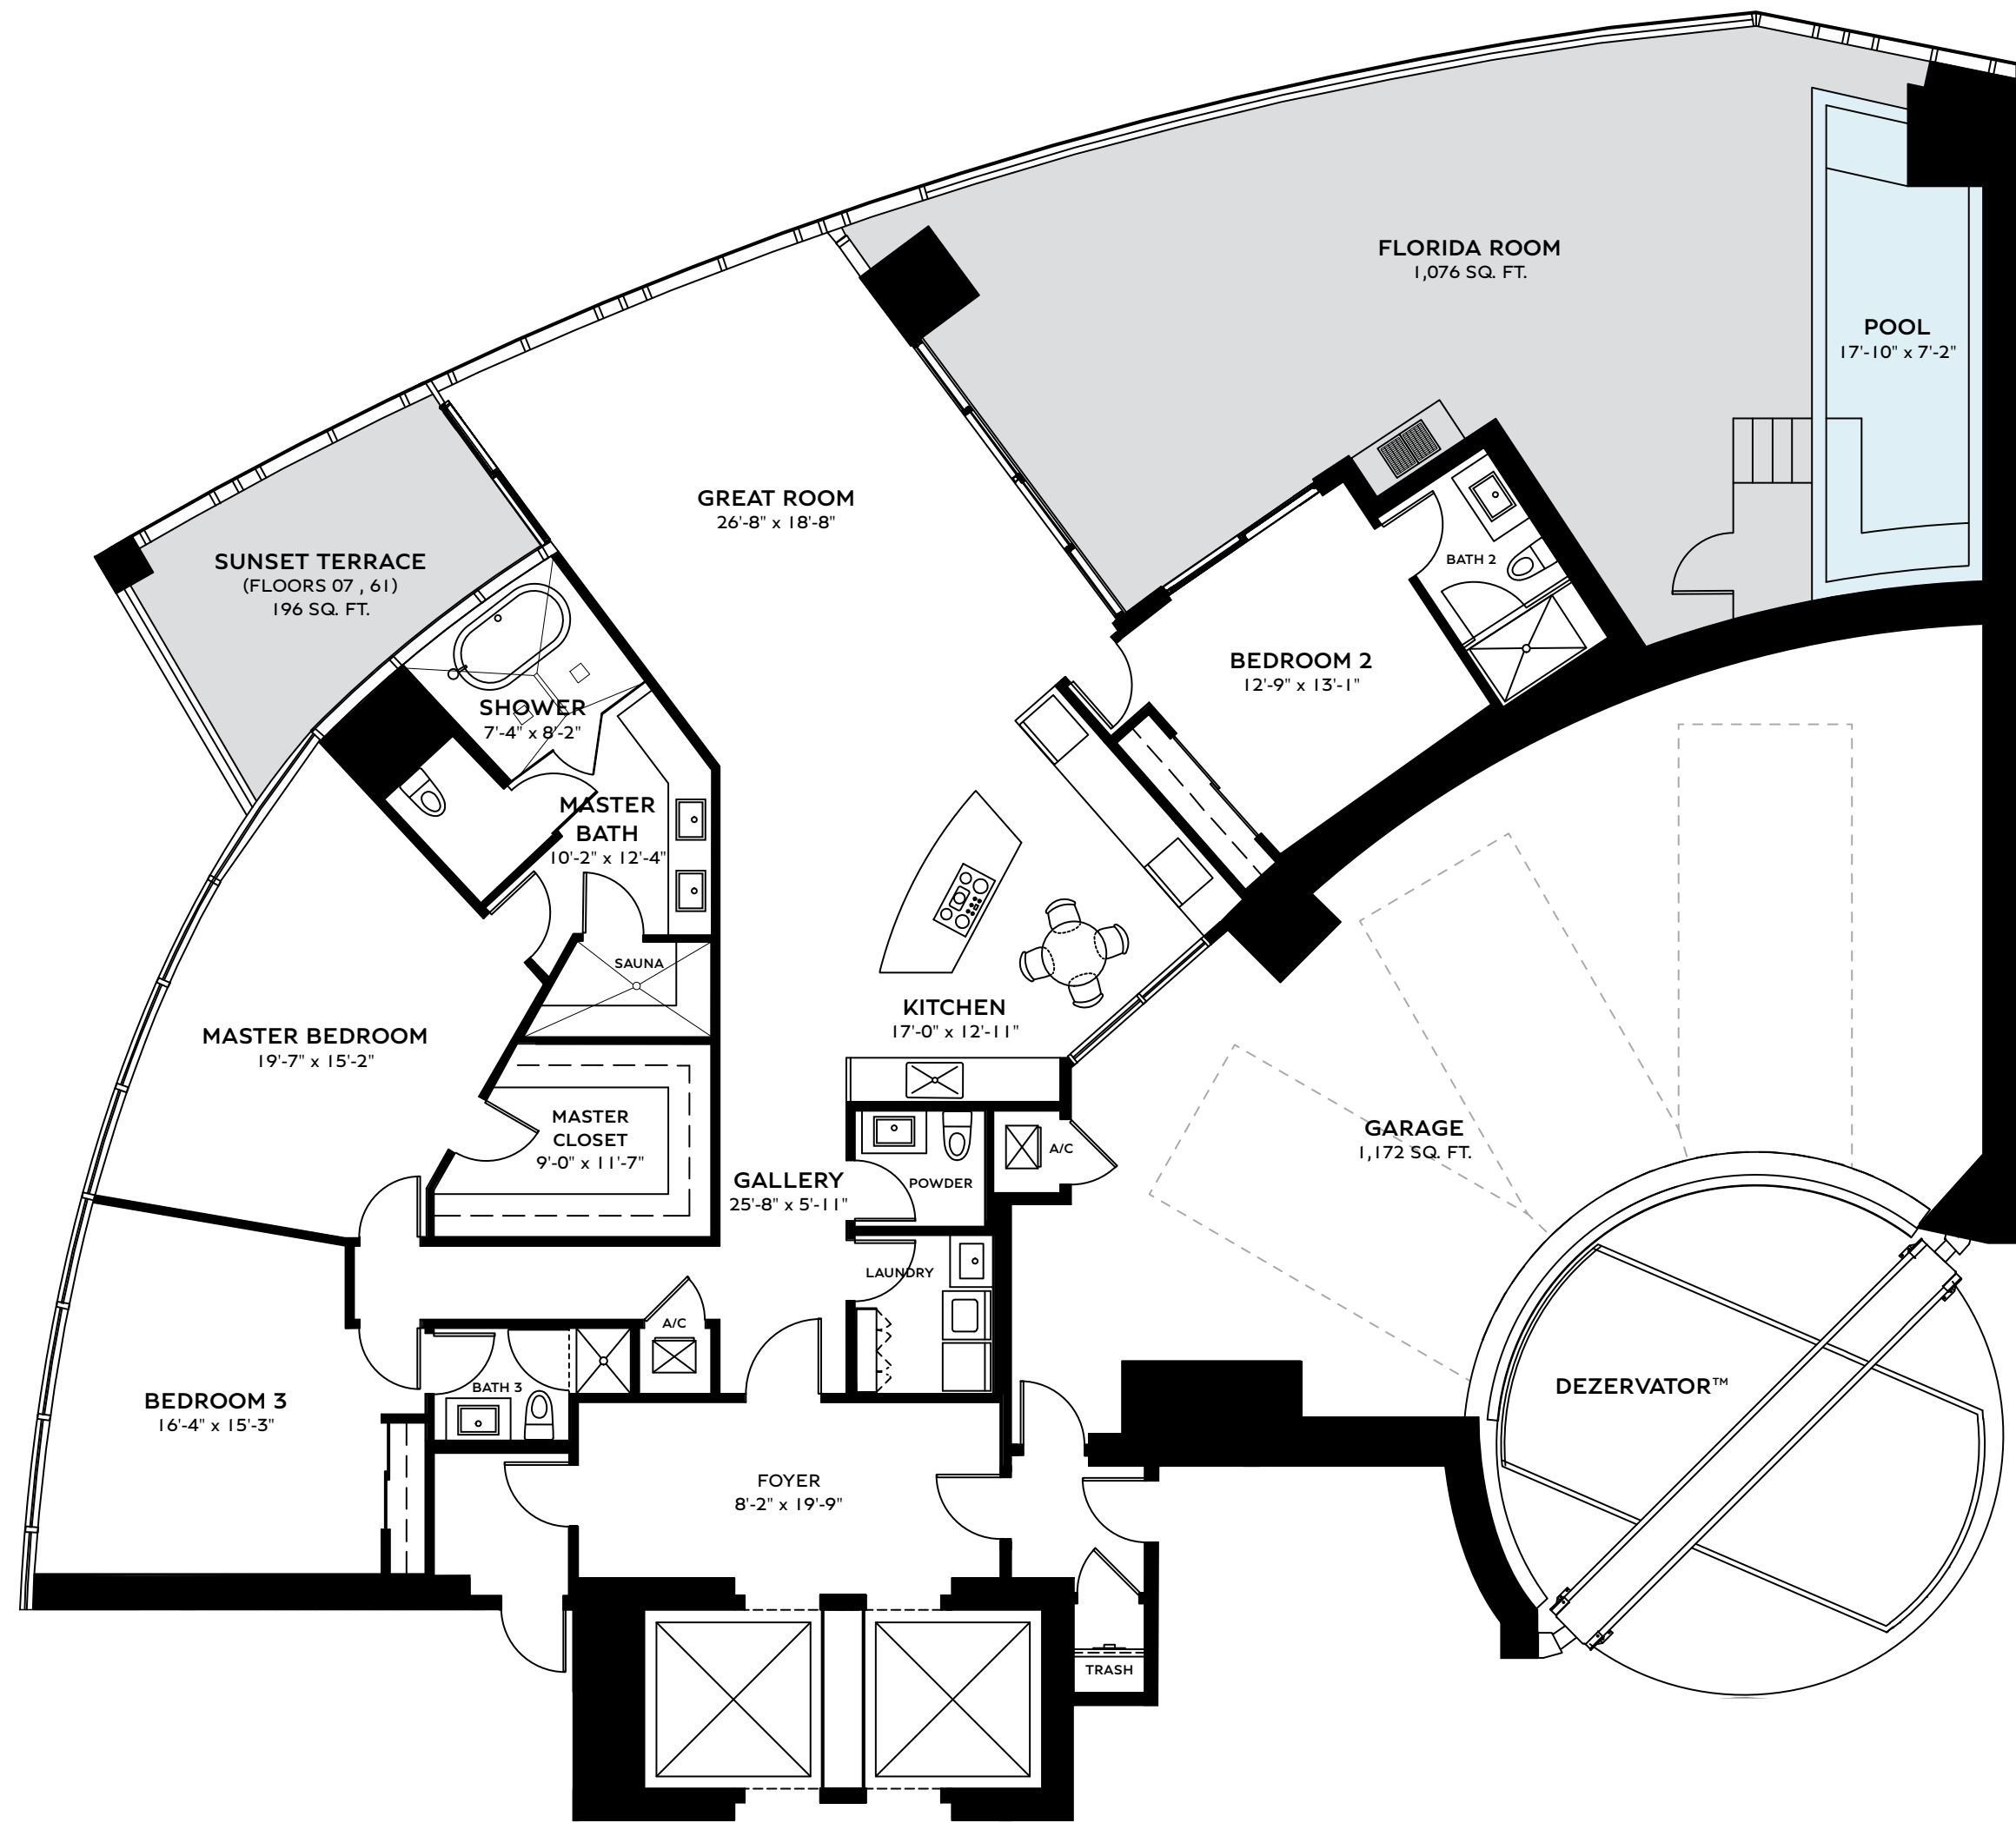 FLORIDA ROOM
1,076 SQ. FT.
POOL
17'-10" x 7'-2"
GREAT ROOM
26'-8" x 18'-8"
SUNSET TERRACE
(FLOORS 07 , 61)
196 SQ. FT.
BATH 2
BEDROOM 2
12'-9" x 13'-1"
SHOWER
7'-4" x 8'-2"
MASTER
BATH
10'-2" x 12'-4"
SAUNA
KITCHEN
17'-0" x 12'-11"
MASTER BEDROOM
19'-7" x 15'-2"
MASTER
CLOSET
9'-0" x 11'-7"
GARAGE
1,172 SQ. FT.
A/C
GALLERY
25'-8" x 5'-11"
POWDER
LAUNDRY
A/C
BATH 3
BEDROOM 3
16'-4" x 15'-3"
DEZERVATOR™
FOYER
8'-2" x 19'-9"
TRASH